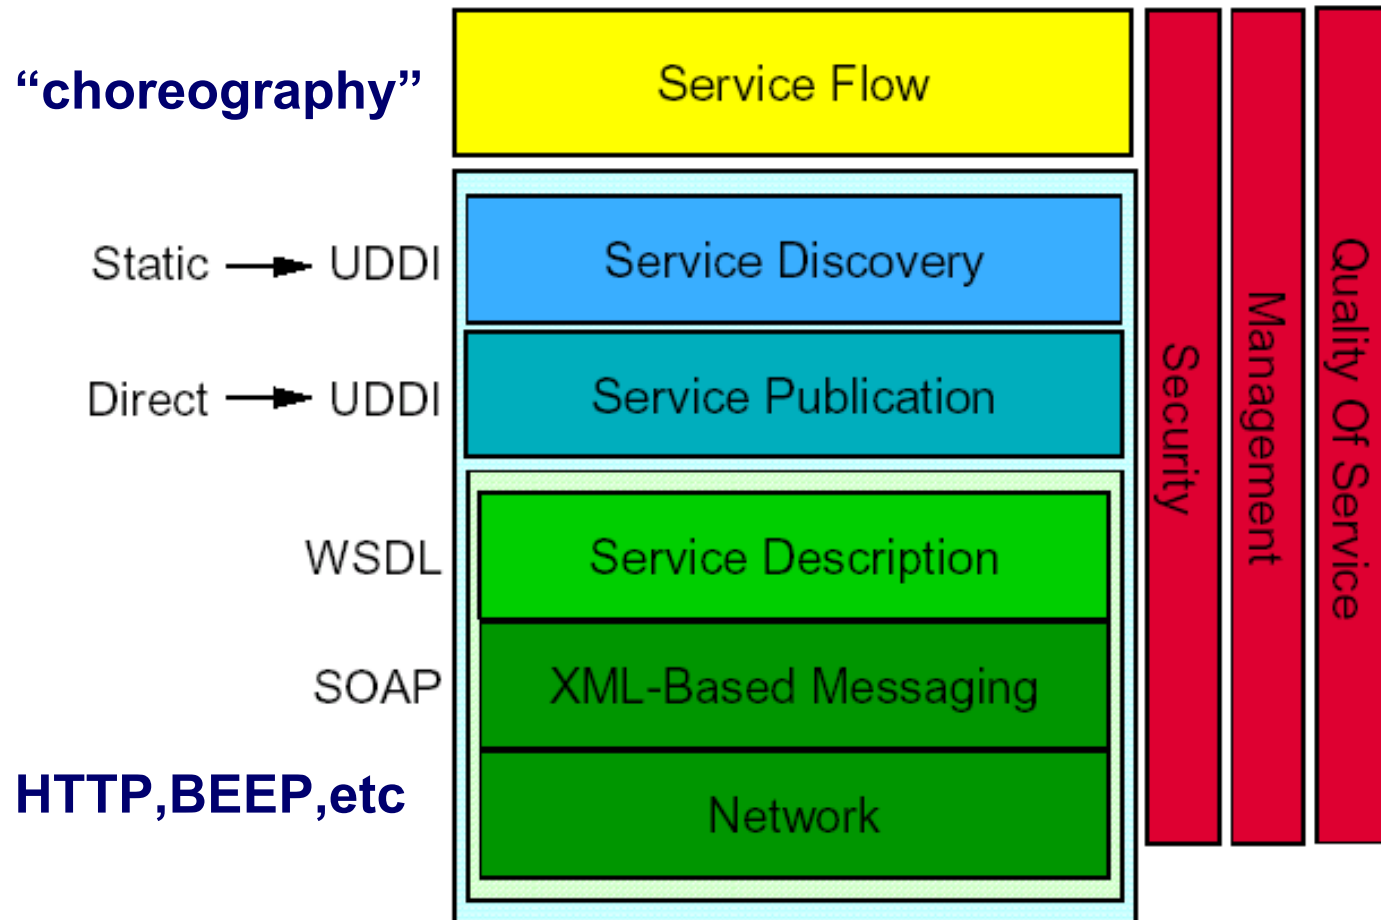 “choreography”
Service Flow
Static
UDDI
Service Discovery
Direct
UDDI
Service Publication
WSDL
Service Description
SOAP
XML-Based Messaging
HTTP,BEEP,etc
Network
Security
Management
Quality Of Service